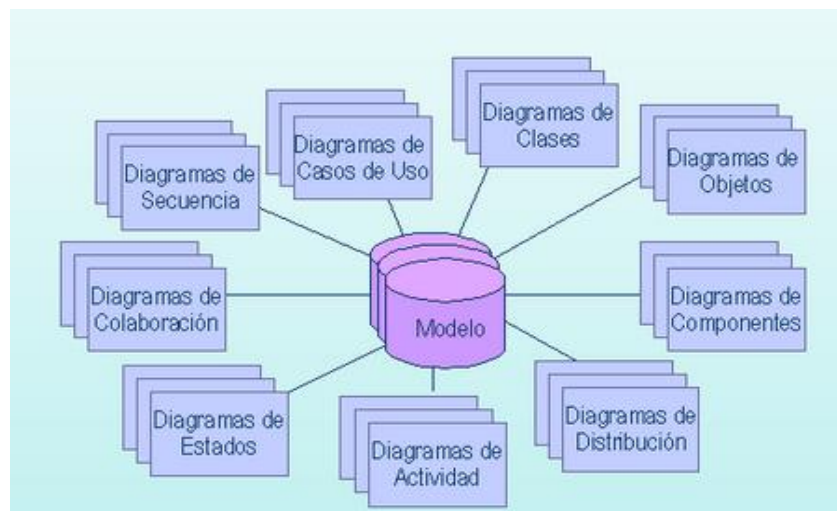 Diagramas de
Clases
Diagramas de
Casos de Uso
Diagramas de
Objetos
Diagramas de
Secuencia
Diagramas de
Colaboración
Modelo
Diagramas de
Componentes
Diagramas de
Estados
Diagramas de
Actividad
Diagramas de
Distribución